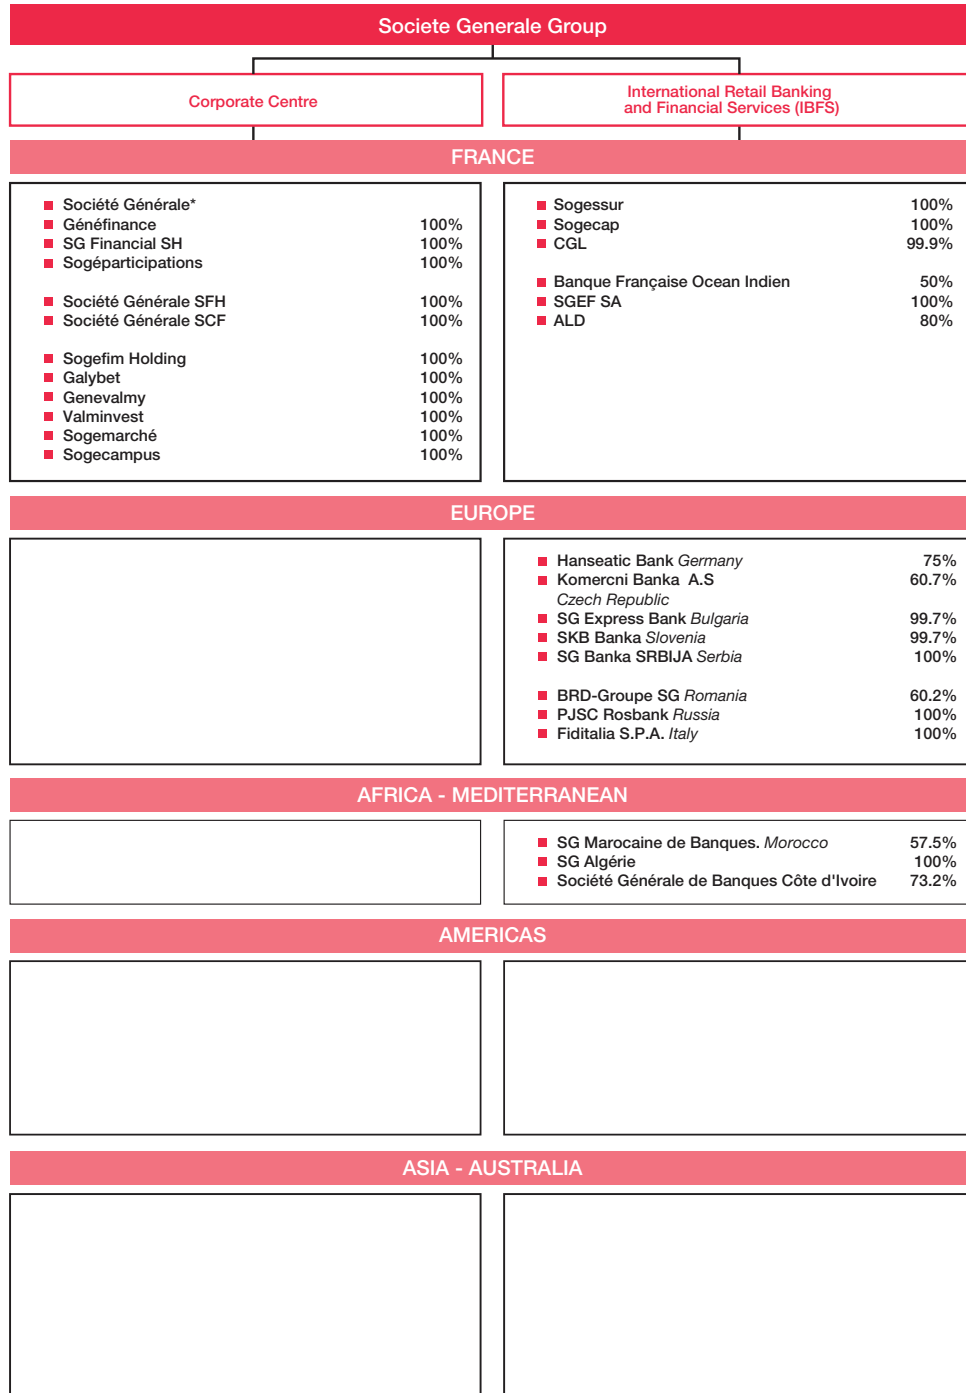 Societe Generale Group
Corporate Centre
International Retail Banking
and Financial Services (IBFS)
FRANCE
Société Générale*
Généfinance 100%
SG Financial SH 100%
Sogéparticipations 100%
Société Générale SFH 100%
Société Générale SCF 100%
Sogefim Holding 100%
Galybet 100%
Genevalmy 100%
Valminvest 100%
Sogemarché 100%
Sogecampus 100%
Sogessur 100%
Sogecap 100%
CGL 99.9%
Banque Française Ocean Indien 50%
SGEF SA 100%
ALD 80%
EUROPE
Hanseatic Bank Germany 75%
Komercni Banka A.S 60.7%
Czech Republic
SG Express Bank Bulgaria 99.7%
SKB Banka Slovenia 99.7%
SG Banka SRBIJA Serbia 100%
BRD-Groupe SG Romania 60.2%
PJSC Rosbank Russia 100%
Fiditalia S.P.A. Italy 100%
AFRICA - MEDITERRANEAN
SG Marocaine de Banques. Morocco 57.5%
SG Algérie 100%
Société Générale de Banques Côte d'Ivoire 73.2%
AMERICAS
ASIA - AUSTRALIA